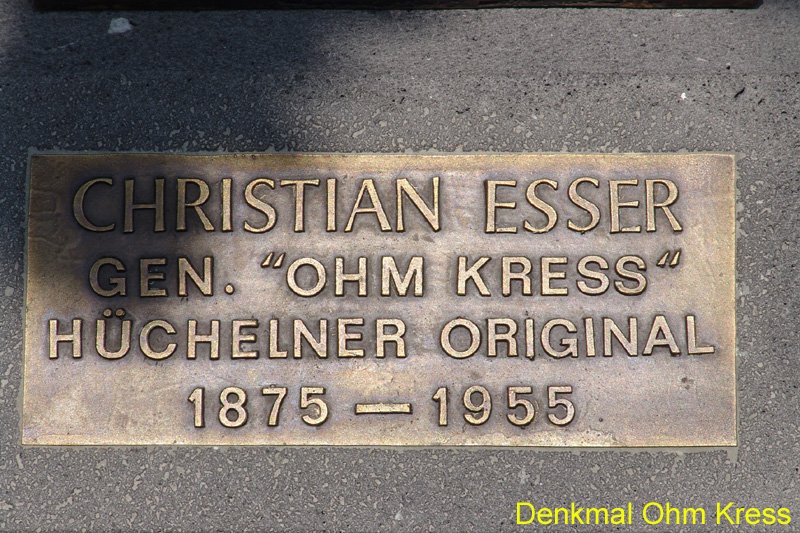 CHRISTIAN ESSER
GEN. “OHM KRESS“
HÜCHELNER ORIGINAL
1875 — 1955
Denkmal Ohm Kress